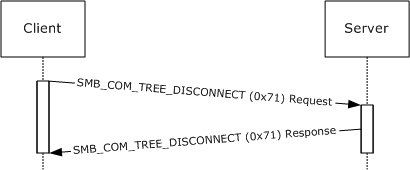 Client
Server
SMB_COM_TREE_DISCONNECT (0x71) Request
SMB_COM_TREE_DISCONNECT (0x71) Response